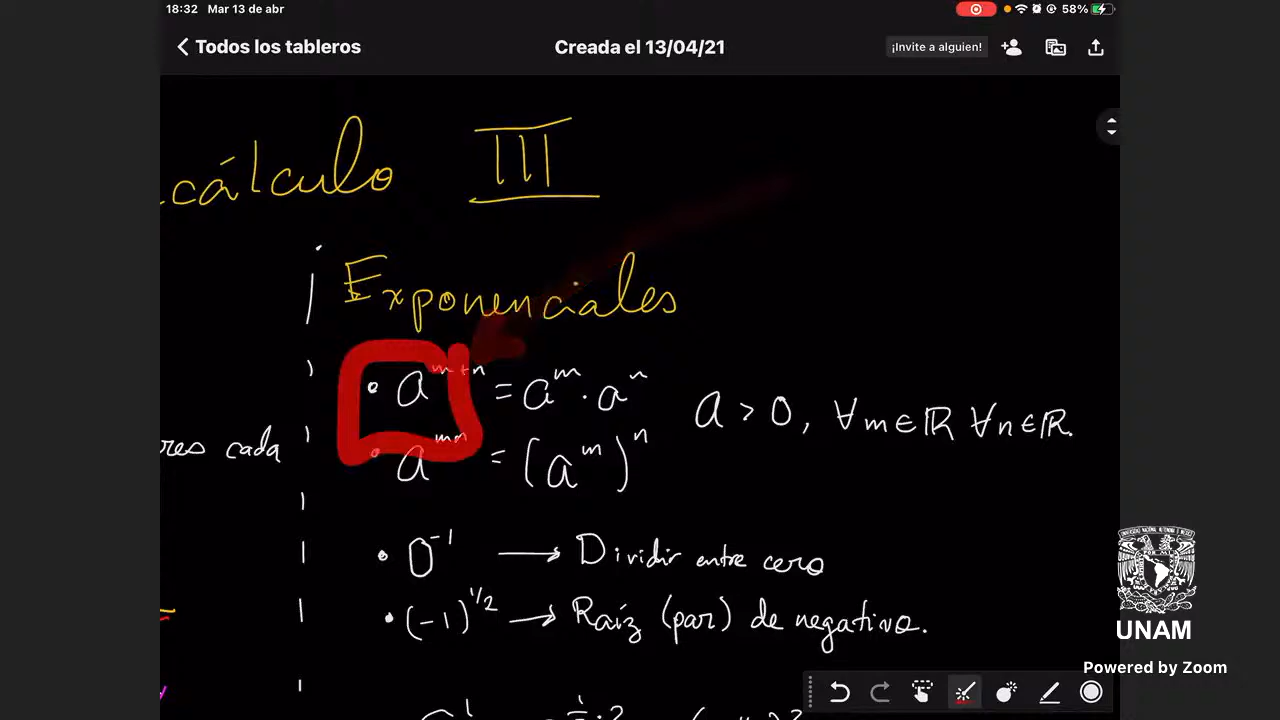 18:32 Mar 13 de abr 58%
Todos los tableros Creada el 13/04/21 ¡Invite a alguien!
cálculo III
Exponenciales
• a^{m+n} = a^m · a^n a > 0, ∀m∈ℝ ∀n∈ℝ.
res cada
• a^{mn} = (a^m)^n
• 0^{-1} → Dividir entre cero
• (-1)^{1/2} → Raíz (par) de negativo.
UNAM
Powered by Zoom